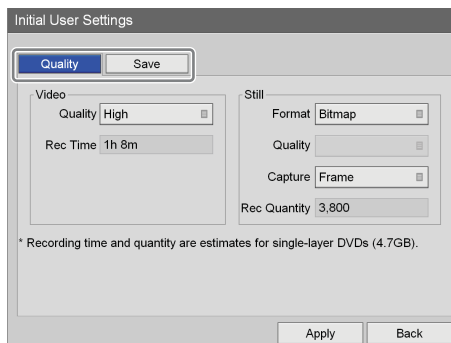 Initial User Settings
Quality
Save
Video
Quality High
Rec Time 1h 8m
Still
Format Bitmap
Quality
Capture Frame
Rec Quantity 3,800
* Recording time and quantity are estimates for single-layer DVDs (4.7GB).
Apply
Back